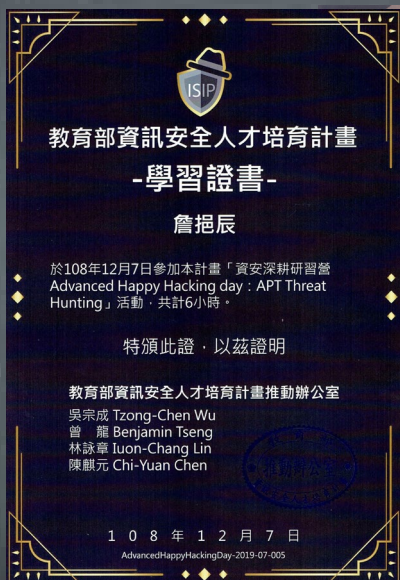 ISIP
教育部資訊安全人才培育計畫
-學習證書-
詹挹辰
於108年12月7日參加本計畫「資安深耕研習營
Advanced Happy Hacking day：APT Threat
Hunting」活動，共計6小時。
特頒此證，以茲證明
教育部資訊安全人才培育計畫推動辦公室
吳宗成 Tzong-Chen Wu
曾　龍 Benjamin Tseng
林詠章 Iuon-Chang Lin
陳麒元 Chi-Yuan Chen
108年12月7日
AdvancedHappyHackingDay-2019-07-005